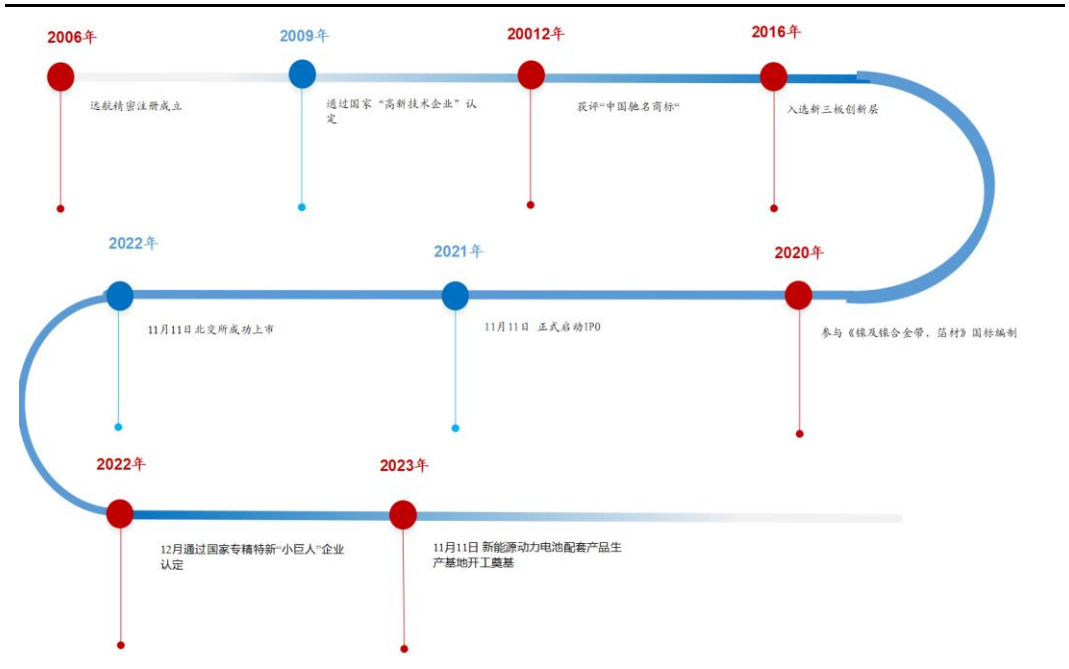 2006年
2009年
20012年
2016年
远航精密注册成立
通过国家 “高新技术企业”认
定
获评“中国驰名商标“
入选新三板创新层
2022年
2021年
2020年
11月11日北交所成功上市
11月11日 正式启动IPO
参与《镍及镍合金带、箔材》国标编制
2022年
2023年
12月通过国家专精特新“小巨人”企业
认定
11月11日 新能源动力电池配套产品生
产基地开工奠基